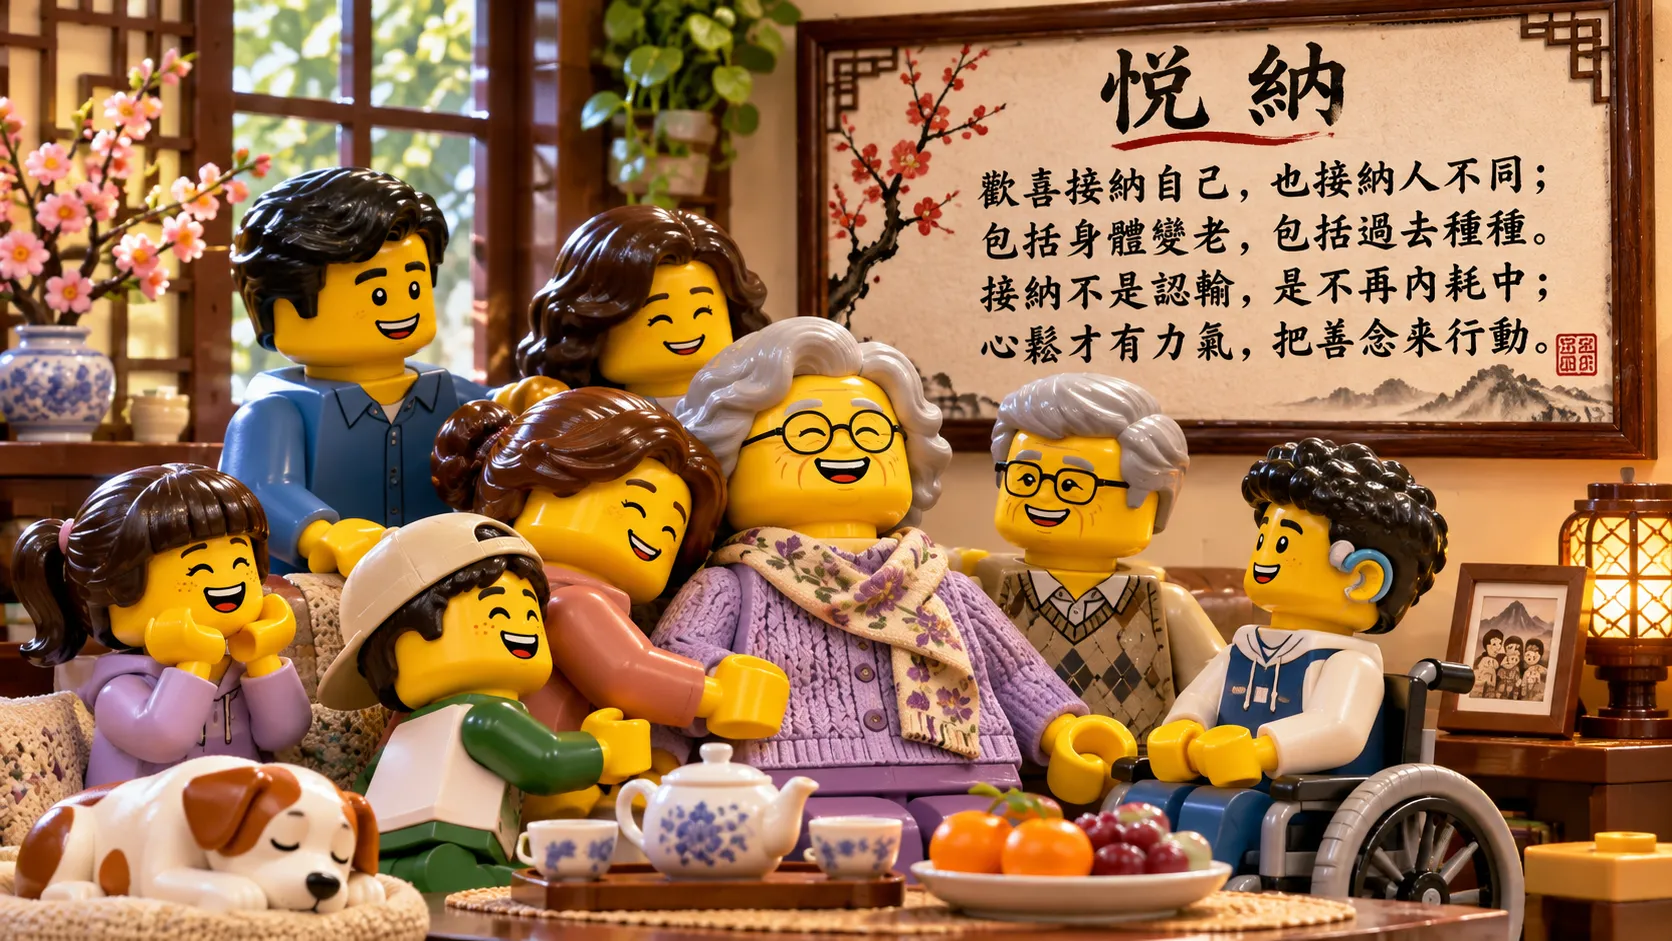 悅納
歡喜接納自己，也接納人不同；
包括身體變老，包括過去種種。
接納不是認輸，是不再內耗中；
心鬆才有力氣，把善念来行動。